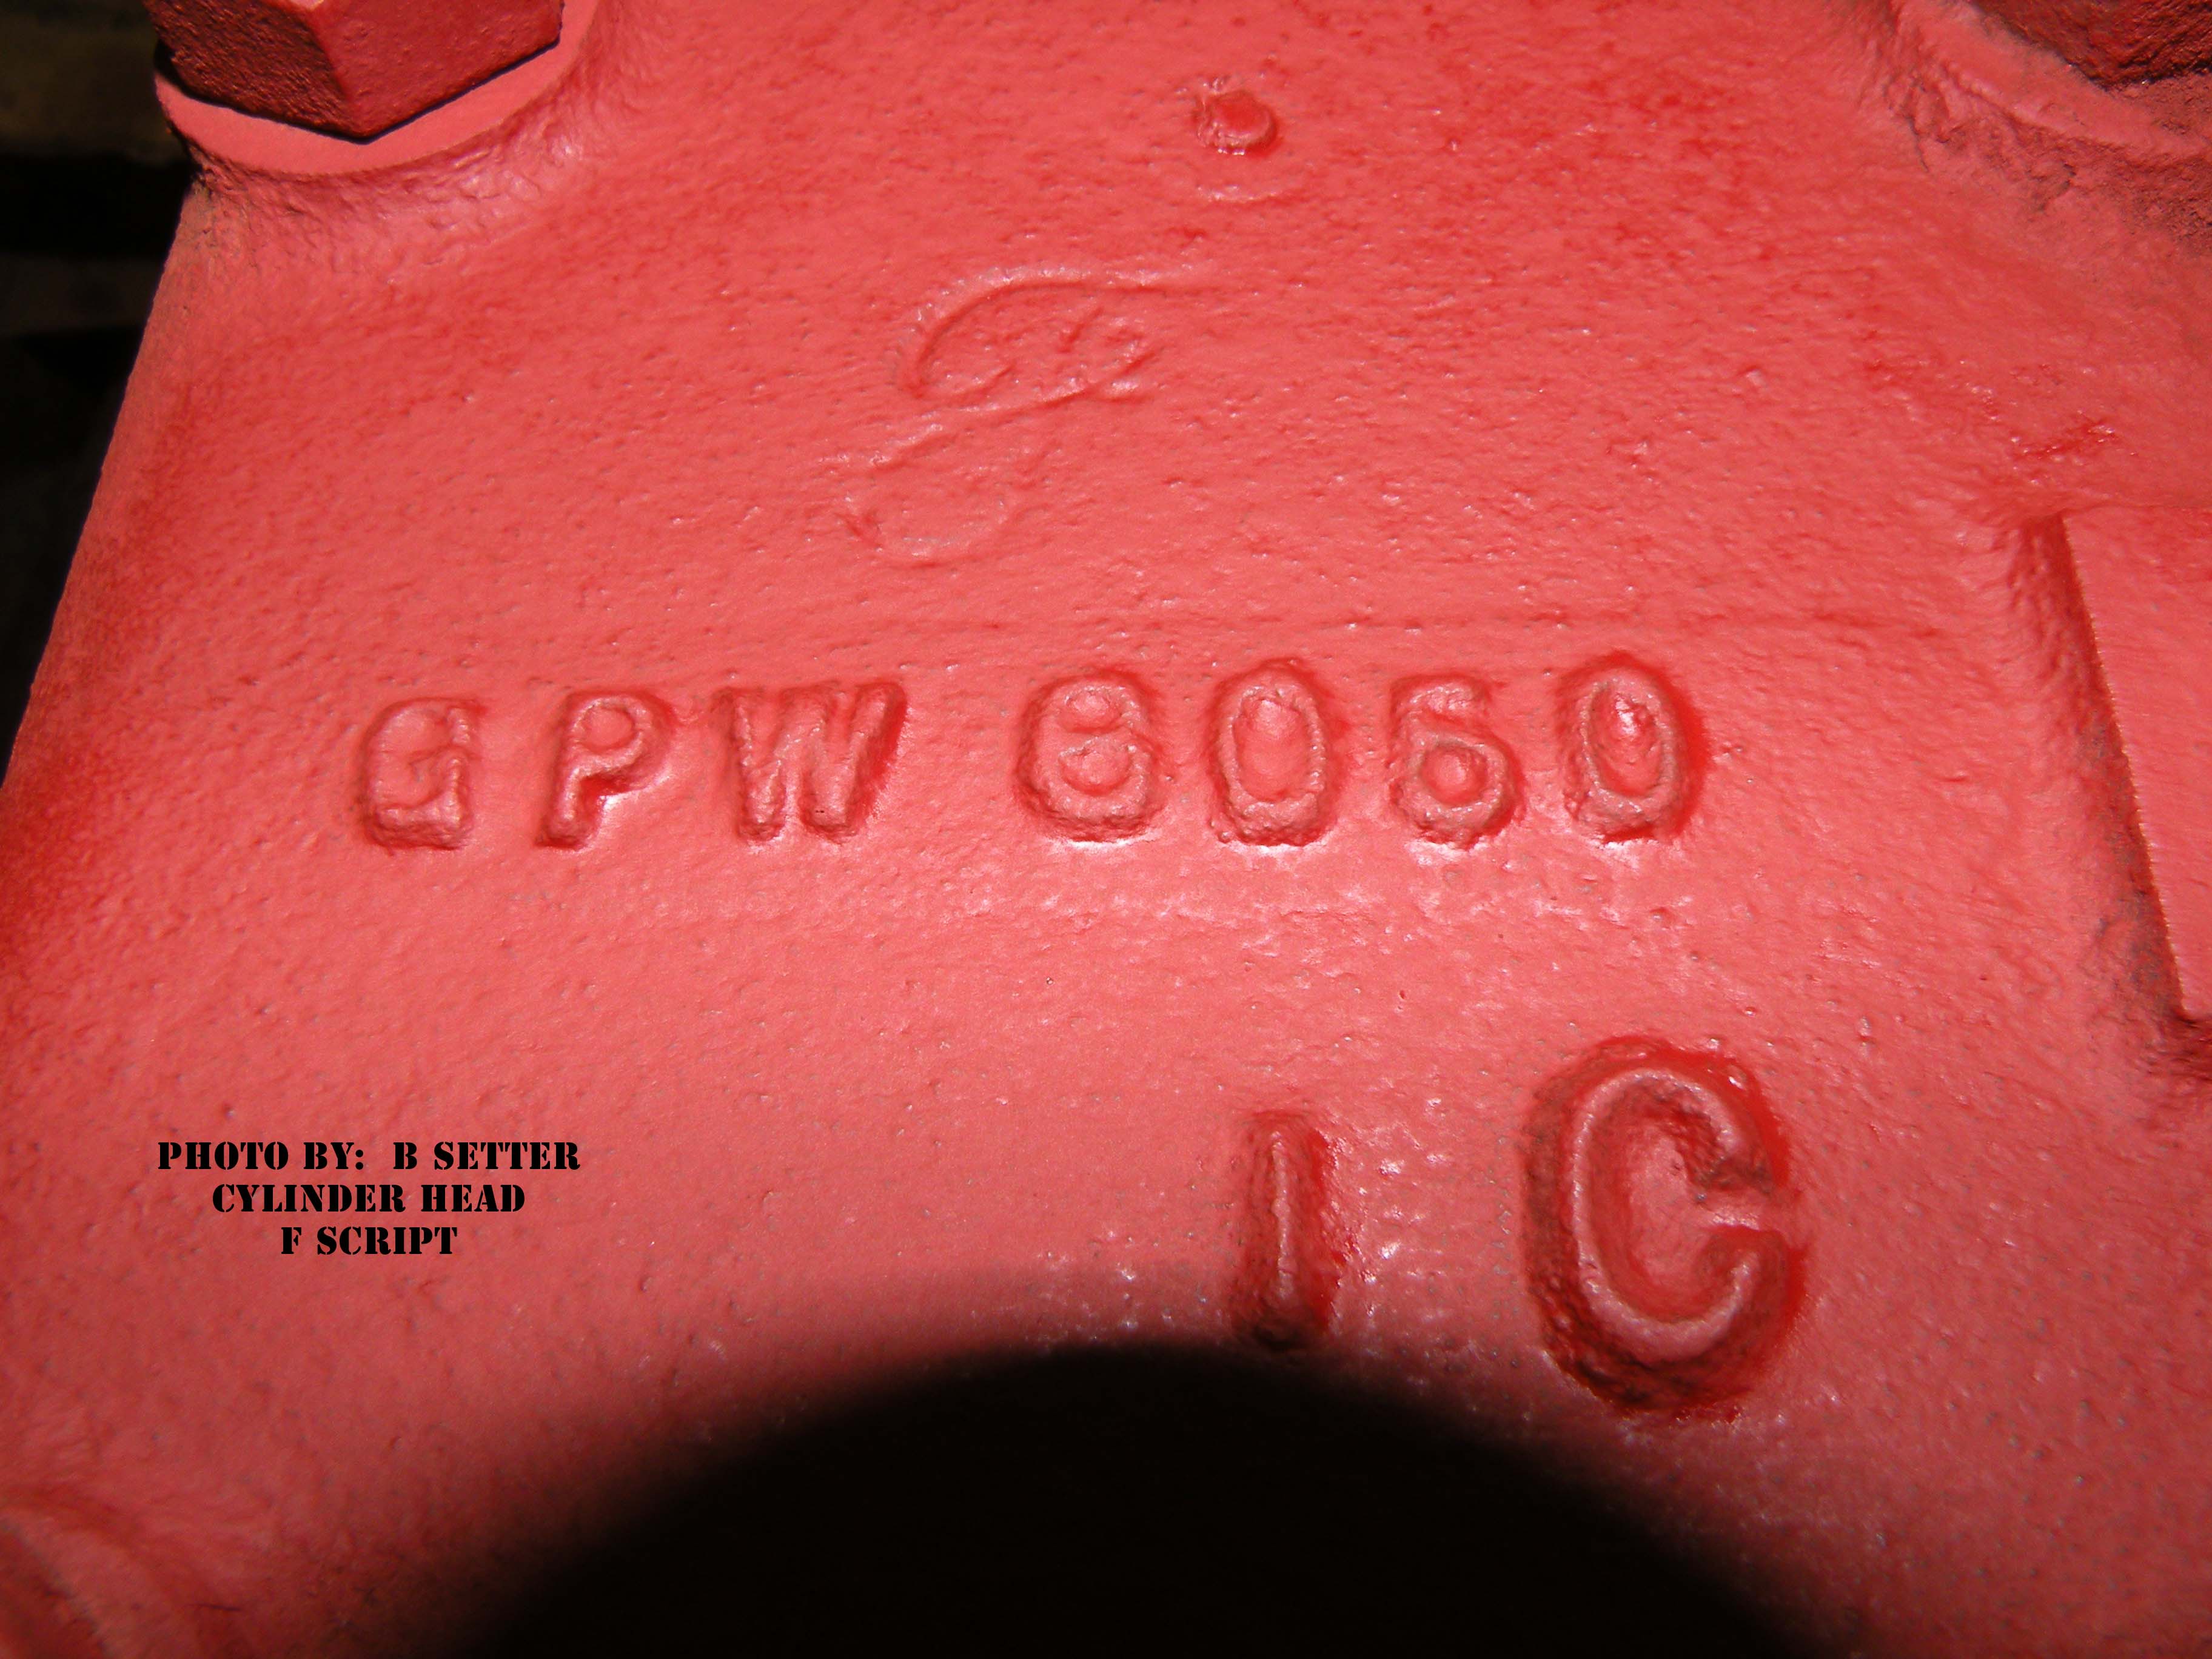 F
GPW 6050
1 C
PHOTO BY: B SETTER
CYLINDER HEAD
F SCRIPT